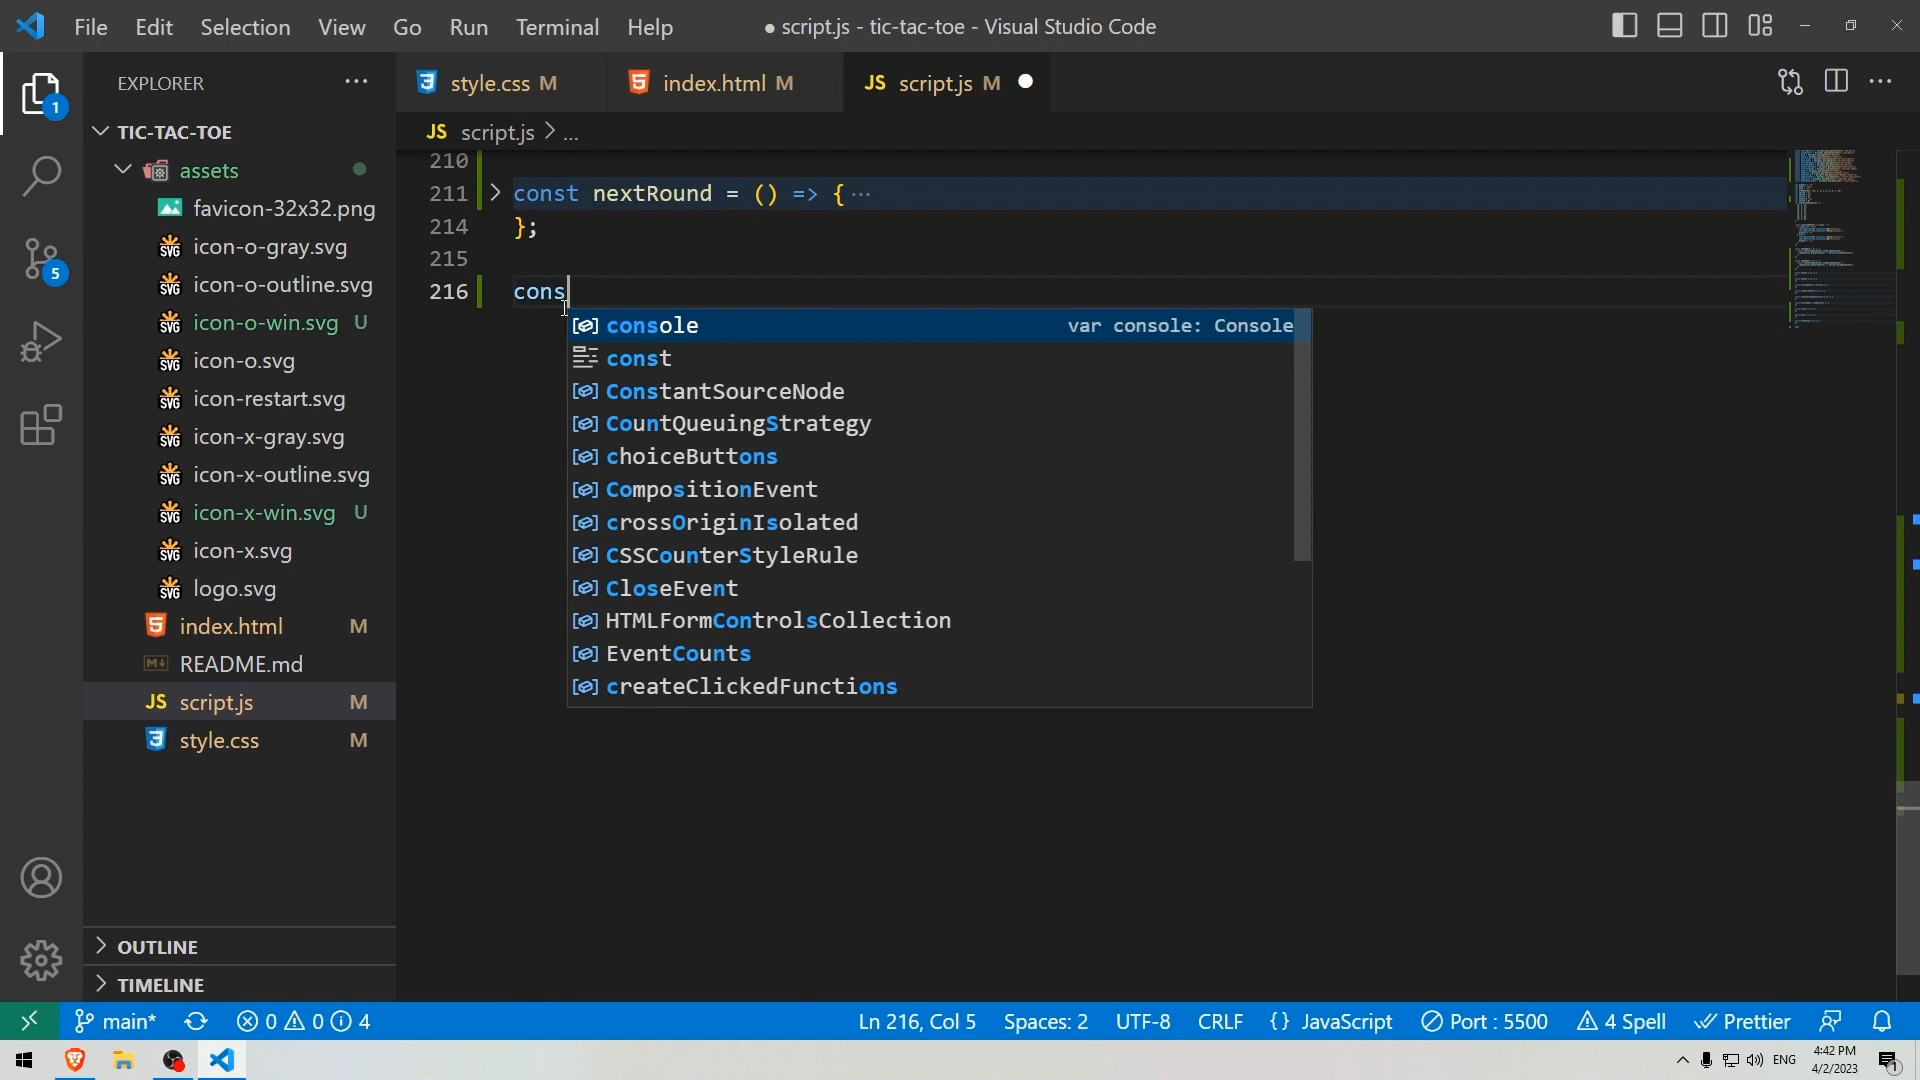 File Edit Selection View Go Run Terminal Help ● script.js - tic-tac-toe - Visual Studio Code
EXPLORER ···
style.css M
index.html M
JS script.js M
JS script.js > ...
TIC-TAC-TOE
assets
favicon-32x32.png
icon-o-gray.svg
icon-o-outline.svg
icon-o-win.svg U
icon-o.svg
icon-restart.svg
icon-x-gray.svg
icon-x-outline.svg
icon-x-win.svg U
icon-x.svg
logo.svg
index.html M
README.md
JS script.js M
style.css M
OUTLINE
TIMELINE
1
5
210
211 const nextRound = () => { ···
214 };
215
216 cons
console var console: Console
const
ConstantSourceNode
CountQueuingStrategy
choiceButtons
CompositionEvent
crossOriginIsolated
CSSCounterStyleRule
CloseEvent
HTMLFormControlsCollection
EventCounts
createClickedFunctions
main* 0 0 4 Ln 216, Col 5 Spaces: 2 UTF-8 CRLF {} JavaScript Port : 5500 4 Spell Prettier
ENG 4:42 PM
4/2/2023
1